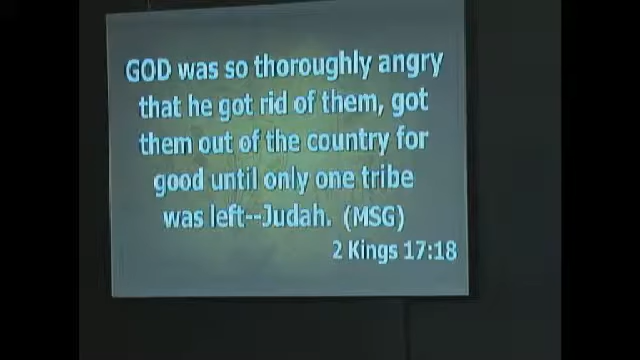 GOD was so thoroughly angry
that he got rid of them, got
them out of the country for
good until only one tribe
was left--Judah. (MSG)
2 Kings 17:18